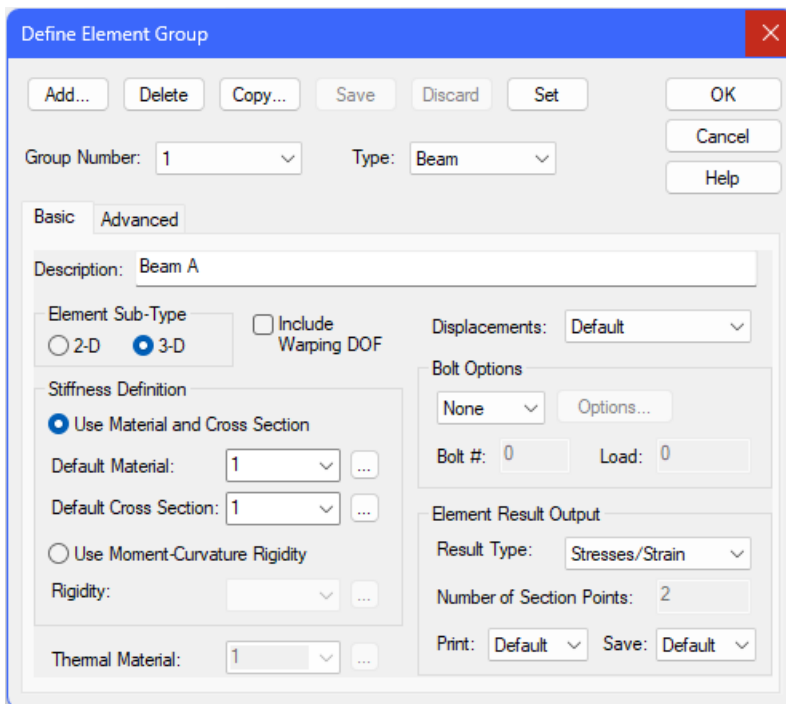 Define Element Group
Add... Delete Copy... Save Discard Set OK
Cancel
Group Number: 1 Type: Beam
Help
Basic Advanced
Description: Beam A
Element Sub-Type
2-D 3-D
Include
Warping DOF
Displacements: Default
Stiffness Definition
Use Material and Cross Section
Default Material: 1 ...
Default Cross Section: 1 ...
Use Moment-Curvature Rigidity
Rigidity: ...
Thermal Material: 1 ...
Bolt Options
None Options...
Bolt #: 0 Load: 0
Element Result Output
Result Type: Stresses/Strain
Number of Section Points: 2
Print: Default Save: Default